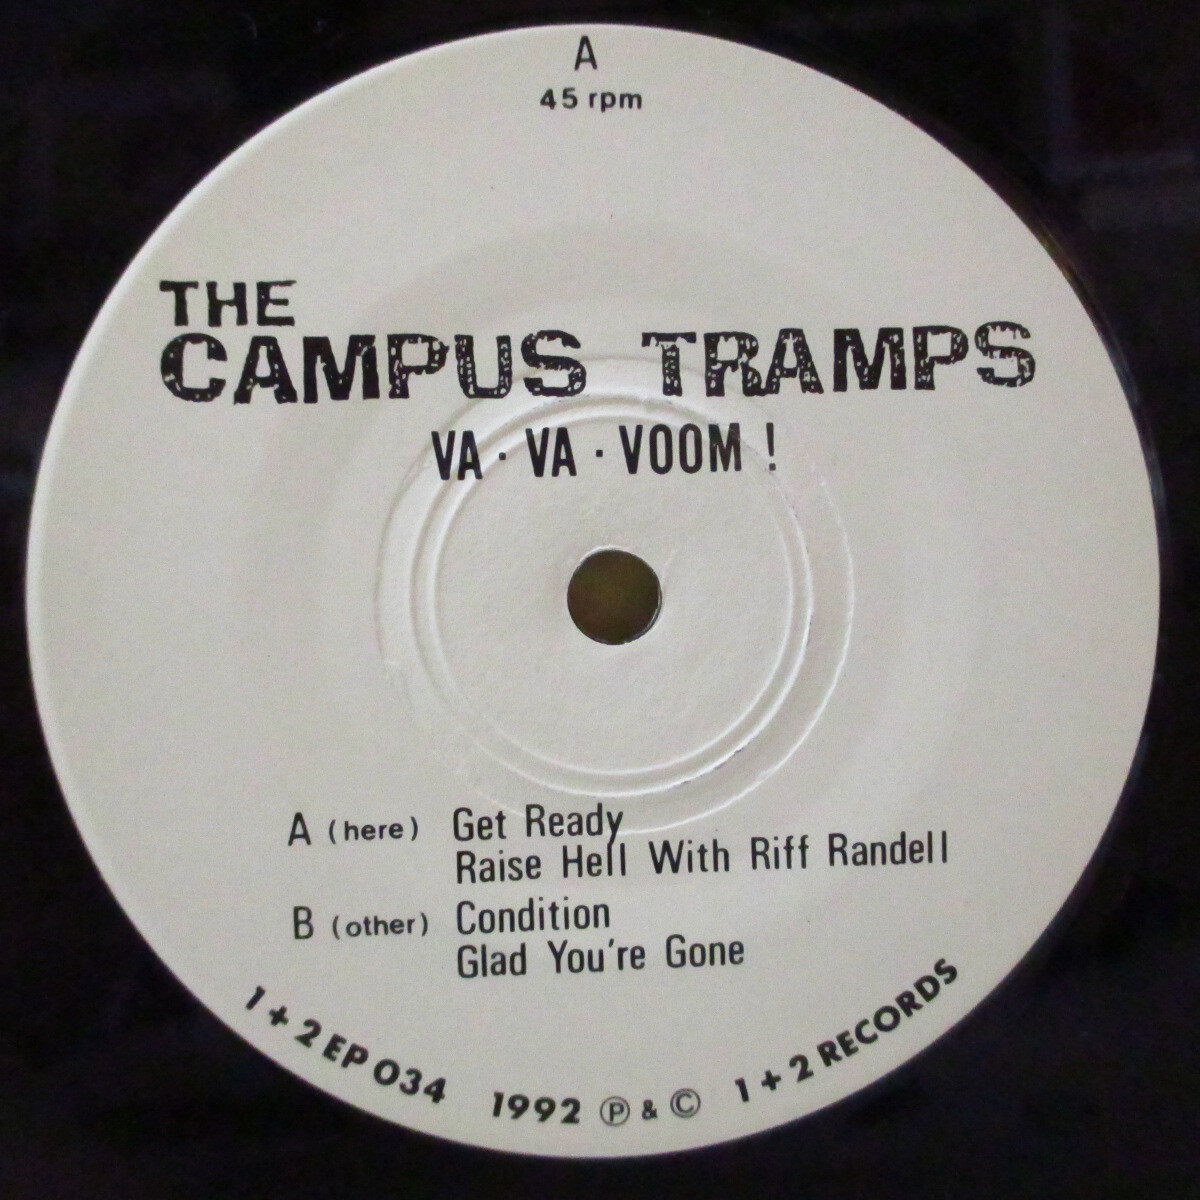 A
45 rpm
THE
CAMPUS TRAMPS
VA · VA · VOOM !
A (here) Get Ready
Raise Hell With Riff Randell
B (other) Condition
Glad You're Gone
1 + 2 EP 034 1992 Ⓟ & © 1 + 2 RECORDS